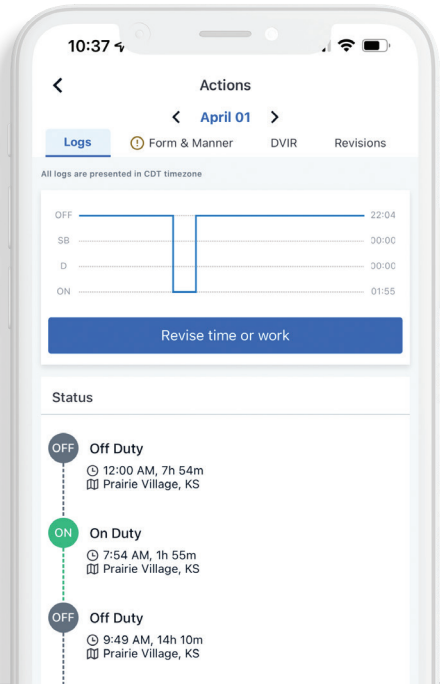 10:37
Actions
April 01
Logs
Form & Manner
DVIR
Revisions
All logs are presented in CDT timezone
OFF 22:04
SB 00:00
D 00:00
ON 01:55
Revise time or work
Status
OFF Off Duty
12:00 AM, 7h 54m
Prairie Village, KS
ON On Duty
7:54 AM, 1h 55m
Prairie Village, KS
OFF Off Duty
9:49 AM, 14h 10m
Prairie Village, KS